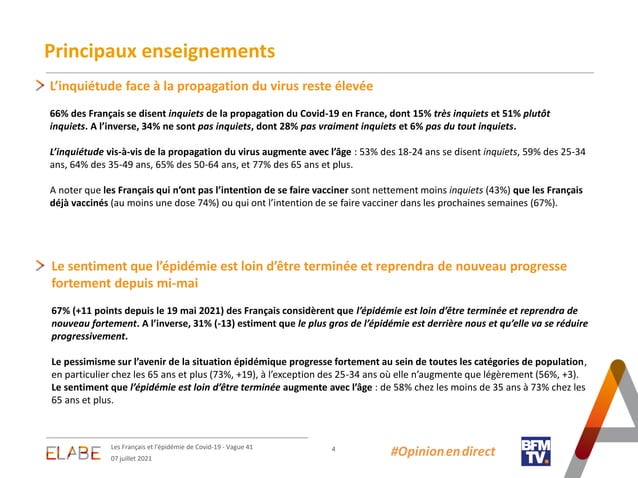 Principaux enseignements
L’inquiétude face à la propagation du virus reste élevée
66% des Français se disent inquiets de la propagation du Covid-19 en France, dont 15% très inquiets et 51% plutôt
inquiets. A l’inverse, 34% ne sont pas inquiets, dont 28% pas vraiment inquiets et 6% pas du tout inquiets.
L’inquiétude vis-à-vis de la propagation du virus augmente avec l’âge : 53% des 18-24 ans se disent inquiets, 59% des 25-34
ans, 64% des 35-49 ans, 65% des 50-64 ans, et 77% des 65 ans et plus.
A noter que les Français qui n’ont pas l’intention de se faire vacciner sont nettement moins inquiets (43%) que les Français
déjà vaccinés (au moins une dose 74%) ou qui ont l’intention de se faire vacciner dans les prochaines semaines (67%).
Le sentiment que l’épidémie est loin d’être terminée et reprendra de nouveau progresse
fortement depuis mi-mai
67% (+11 points depuis le 19 mai 2021) des Français considèrent que l’épidémie est loin d’être terminée et reprendra de
nouveau fortement. A l’inverse, 31% (-13) estiment que le plus gros de l’épidémie est derrière nous et qu’elle va se réduire
progressivement.
Le pessimisme sur l’avenir de la situation épidémique progresse fortement au sein de toutes les catégories de population,
en particulier chez les 65 ans et plus (73%, +19), à l’exception des 25-34 ans où elle n’augmente que légèrement (56%, +3).
Le sentiment que l’épidémie est loin d’être terminée augmente avec l’âge : de 58% chez les moins de 35 ans à 73% chez les
65 ans et plus.
ELABE
Les Français et l'épidémie de Covid-19 - Vague 41
07 juillet 2021
4
#Opinion en direct
BFM
TV.